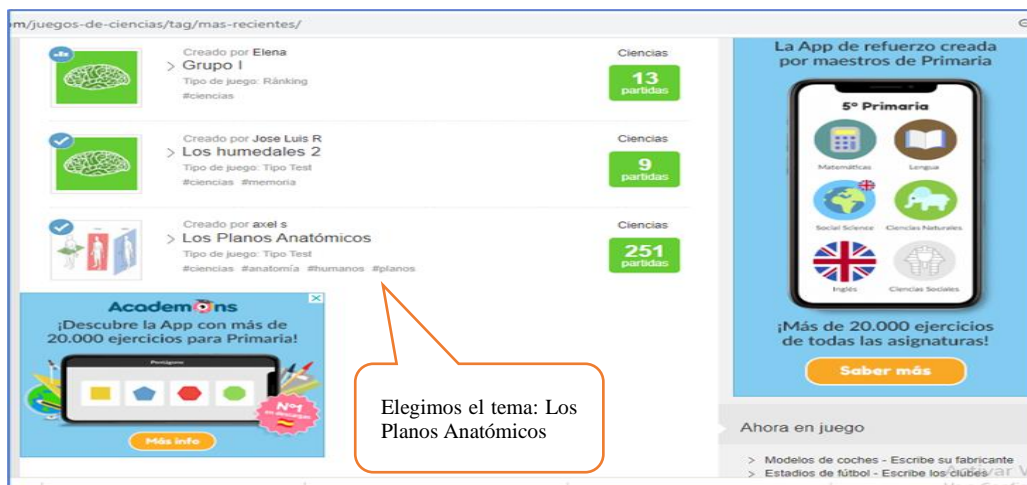 om/juegos-de-ciencias/tag/mas-recientes/
Creado por Elena
> Grupo I
Tipo de juego: Ránking
#ciencias
Ciencias
13
partidas
Creado por Jose Luis R
> Los humedales 2
Tipo de juego: Tipo Test
#ciencias #memoria
Ciencias
9
partidas
Creado por axel s
> Los Planos Anatómicos
Tipo de juego: Tipo Test
#ciencias #anatomía #humanos #planos
Ciencias
251
partidas
Academons
¡Descubre la App con más de
20.000 ejercicios para Primaria!
Pentágono
Nº1
en descargas
Más info
Elegimos el tema: Los
Planos Anatómicos
La App de refuerzo creada
por maestros de Primaria
5º Primaria
Matemáticas
Lengua
Social Science
Ciencias Naturales
Inglés
Ciencias Sociales
¡Más de 20.000 ejercicios
de todas las asignaturas!
Saber más
Ahora en juego
> Modelos de coches - Escribe su fabricante
> Estadios de fútbol - Escribe los clubes